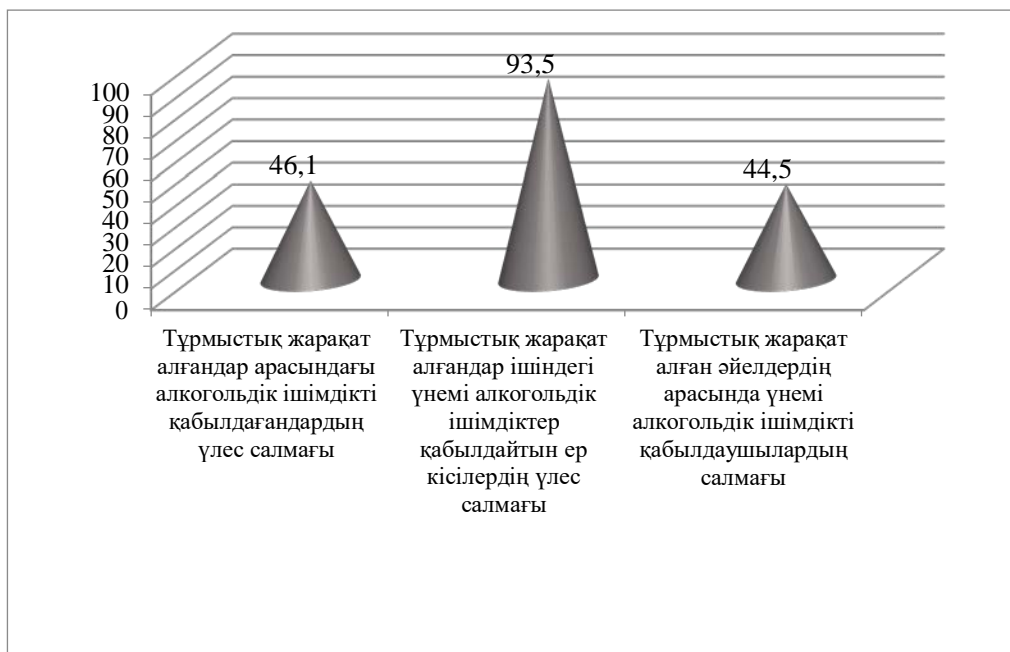 93,5
46,1
44,5
100
90
80
70
60
50
40
30
20
10
0
Тұрмыстық жарақат
алғандар арасындағы
алкогольдік ішімдікті
қабылдағандардың
үлес салмағы
Тұрмыстық жарақат
алғандар ішіндегі
үнемі алкогольдік
ішімдіктер
қабылдайтын ер
кісілердің үлес
салмағы
Тұрмыстық жарақат
алған әйелдердің
арасында үнемі
алкогольдік ішімдікті
қабылдаушылардың
салмағы